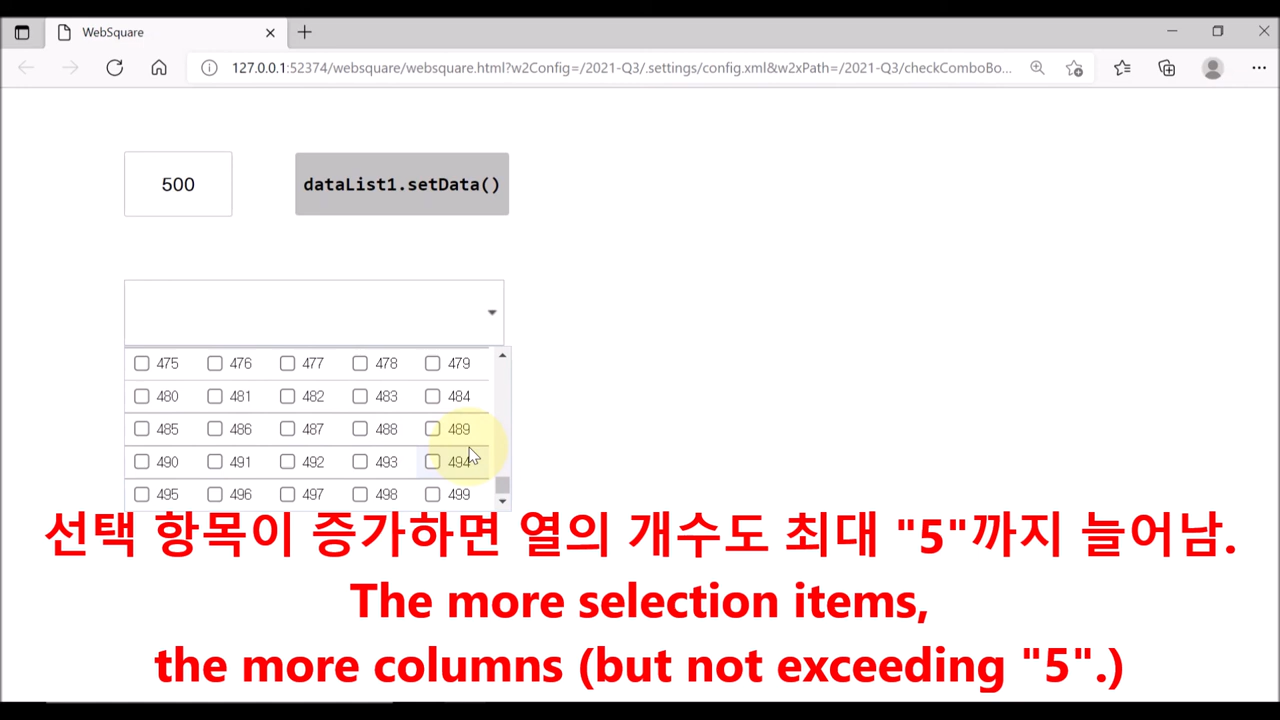 WebSquare
127.0.0.1:52374/websquare/websquare.html?w2Config=/2021-Q3/.settings/config.xml&w2xPath=/2021-Q3/checkComboBo...
500 dataList1.setData()
475 476 477 478 479
480 481 482 483 484
485 486 487 488 489
490 491 492 493 494
495 496 497 498 499
선택 항목이 증가하면 열의 개수도 최대 "5"까지 늘어남.
The more selection items,
the more columns (but not exceeding "5".)